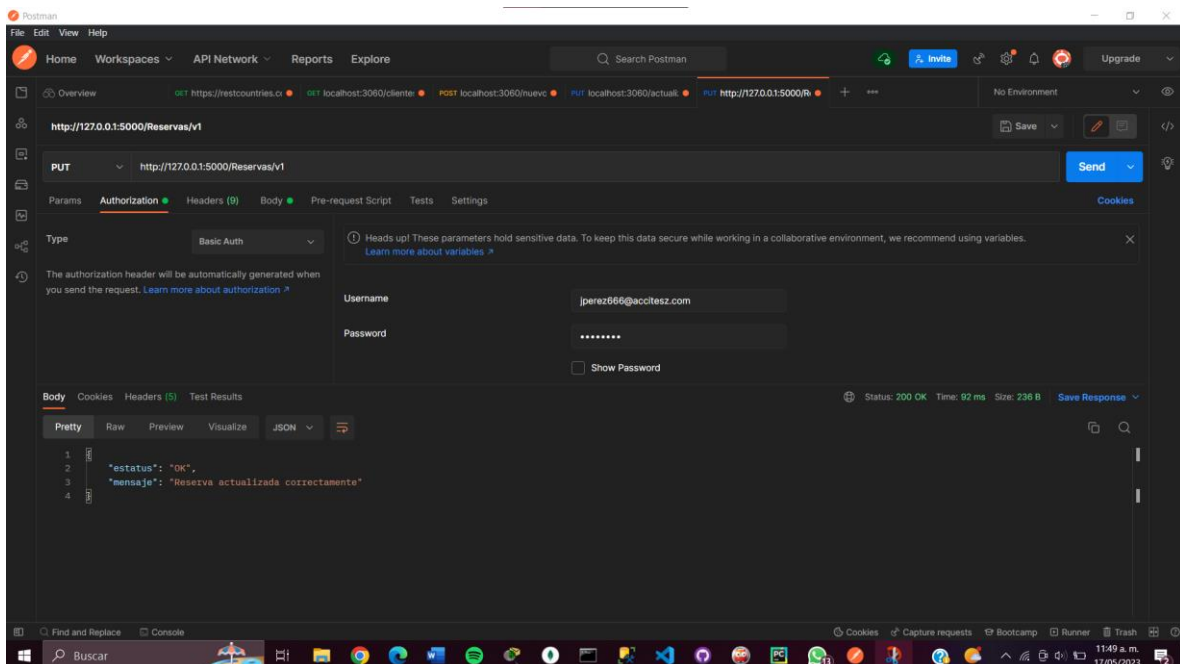 Postman
File Edit View Help
Home Workspaces API Network Reports Explore Search Postman Invite Upgrade
Overview GET https://restcountries.c GET localhost:3060/cliente: POST localhost:3060/nuevc PUT localhost:3060/actuali: PUT http://127.0.0.1:5000/R No Environment
http://127.0.0.1:5000/Reservas/v1 Save
PUT http://127.0.0.1:5000/Reservas/v1 Send
Params Authorization Headers (9) Body Pre-request Script Tests Settings Cookies
Type Basic Auth Heads up! These parameters hold sensitive data. To keep this data secure while working in a collaborative environment, we recommend using variables.
Learn more about variables
The authorization header will be automatically generated when
you send the request. Learn more about authorization
Username jperez666@accitesz.com
Password ••••••••
Show Password
Body Cookies Headers (5) Test Results Status: 200 OK Time: 92 ms Size: 236 B Save Response
Pretty Raw Preview Visualize JSON
1 {
2 "estatus": "OK",
3 "mensaje": "Reserva actualizada correctamente"
4 }
Find and Replace Console Cookies Capture requests Bootcamp Runner Trash
Buscar 11:49 a. m.
17/05/2023